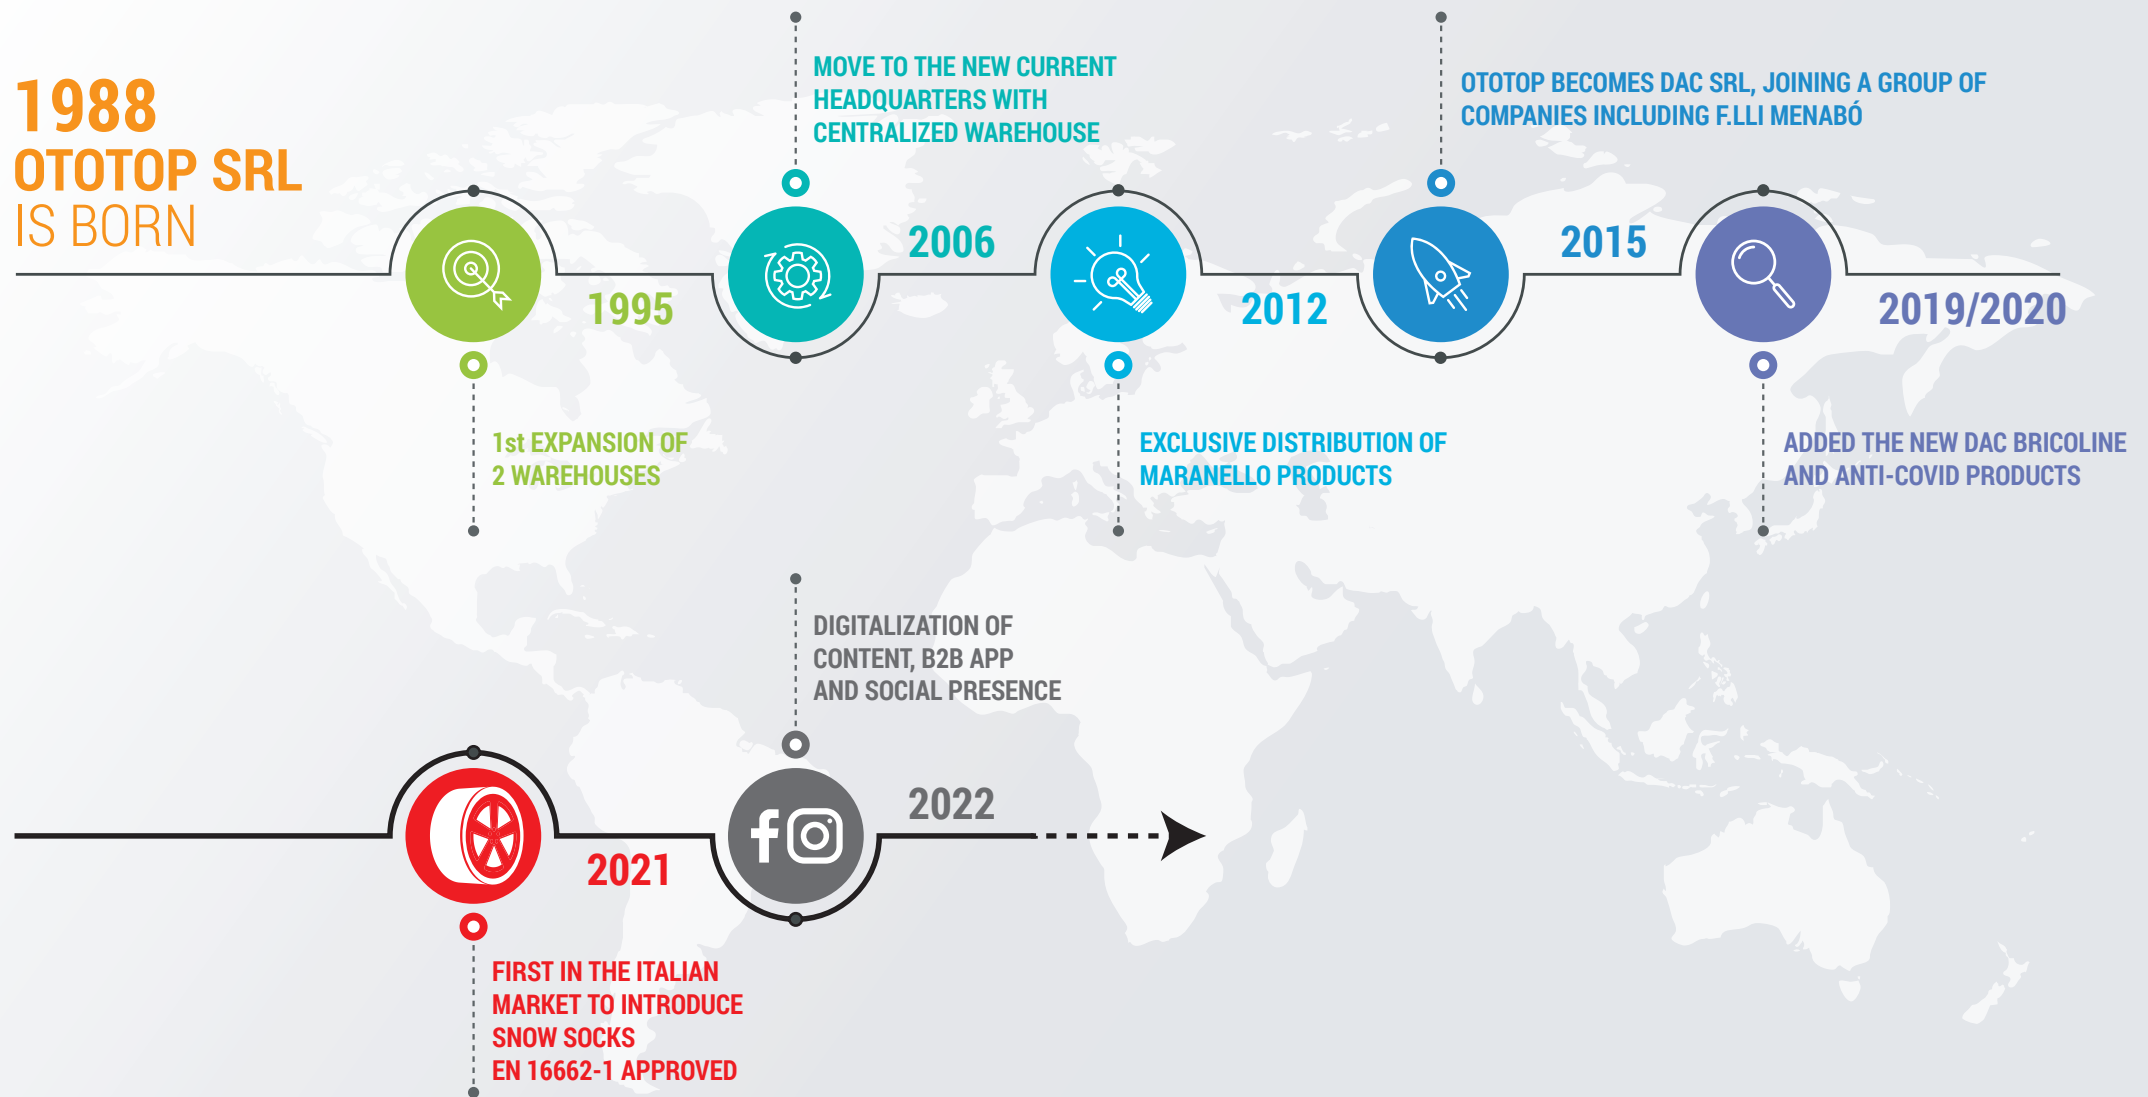 1988
OTOTOP SRL
IS BORN
1995
1st EXPANSION OF
2 WAREHOUSES
MOVE TO THE NEW CURRENT
HEADQUARTERS WITH
CENTRALIZED WAREHOUSE
2006
2012
EXCLUSIVE DISTRIBUTION OF
MARANELLO PRODUCTS
OTOTOP BECOMES DAC SRL, JOINING A GROUP OF
COMPANIES INCLUDING F.LLI MENABÓ
2015
2019/2020
ADDED THE NEW DAC BRICOLINE
AND ANTI-COVID PRODUCTS
2021
FIRST IN THE ITALIAN
MARKET TO INTRODUCE
SNOW SOCKS
EN 16662-1 APPROVED
DIGITALIZATION OF
CONTENT, B2B APP
AND SOCIAL PRESENCE
2022